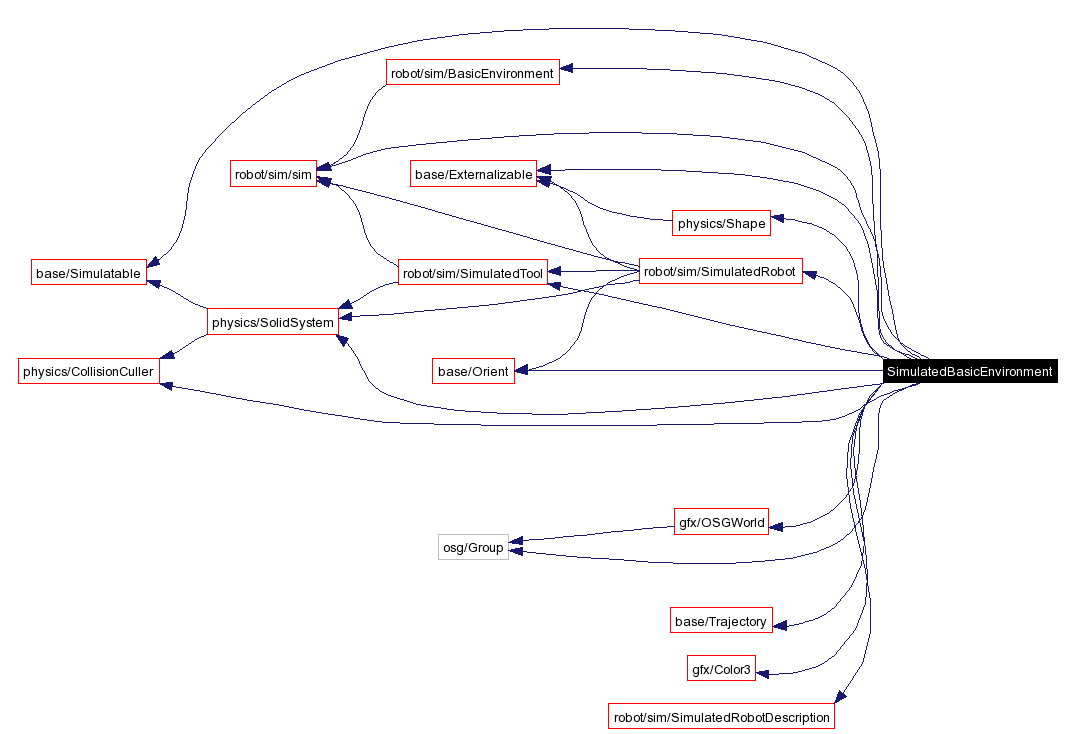 robot/sim/BasicEnvironment
robot/sim/sim
base/Externalizable
physics/Shape
base/Simulatable
robot/sim/SimulatedTool
robot/sim/SimulatedRobot
physics/SolidSystem
physics/CollisionCuller
base/Orient
SimulatedBasicEnvironment
gfx/OSGWorld
osg/Group
base/Trajectory
gfx/Color3
robot/sim/SimulatedRobotDescription